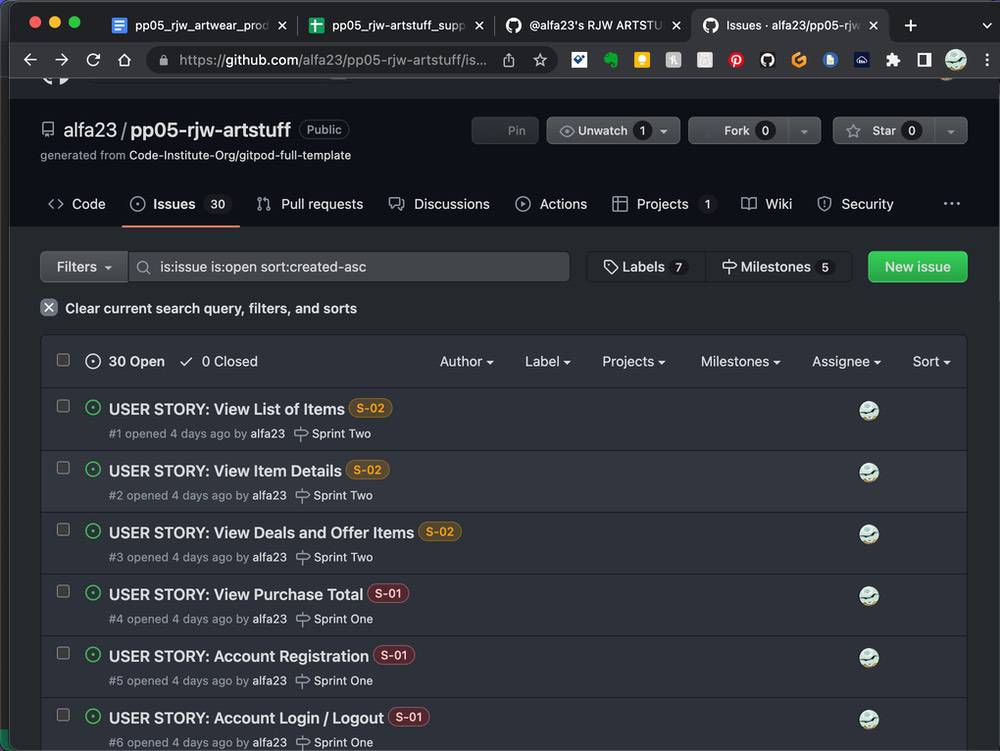 pp05_rjw_artwear_prod
pp05_rjw-artstuff_supp
@alfa23's RJW ARTSTU
Issues · alfa23/pp05-rjw
https://github.com/alfa23/pp05-rjw-artstuff/is...
alfa23 / pp05-rjw-artstuff Public
Pin
Unwatch 1
Fork 0
Star 0
generated from Code-Institute-Org/gitpod-full-template
Code
Issues 30
Pull requests
Discussions
Actions
Projects 1
Wiki
Security
...
Filters
is:issue is:open sort:created-asc
Labels 7
Milestones 5
New issue
Clear current search query, filters, and sorts
30 Open
0 Closed
Author
Label
Projects
Milestones
Assignee
Sort
USER STORY: View List of Items S-02
#1 opened 4 days ago by alfa23 Sprint Two
USER STORY: View Item Details S-02
#2 opened 4 days ago by alfa23 Sprint Two
USER STORY: View Deals and Offer Items S-02
#3 opened 4 days ago by alfa23 Sprint Two
USER STORY: View Purchase Total S-01
#4 opened 4 days ago by alfa23 Sprint One
USER STORY: Account Registration S-01
#5 opened 4 days ago by alfa23 Sprint One
USER STORY: Account Login / Logout S-01
#6 opened 4 days ago by alfa23 Sprint One